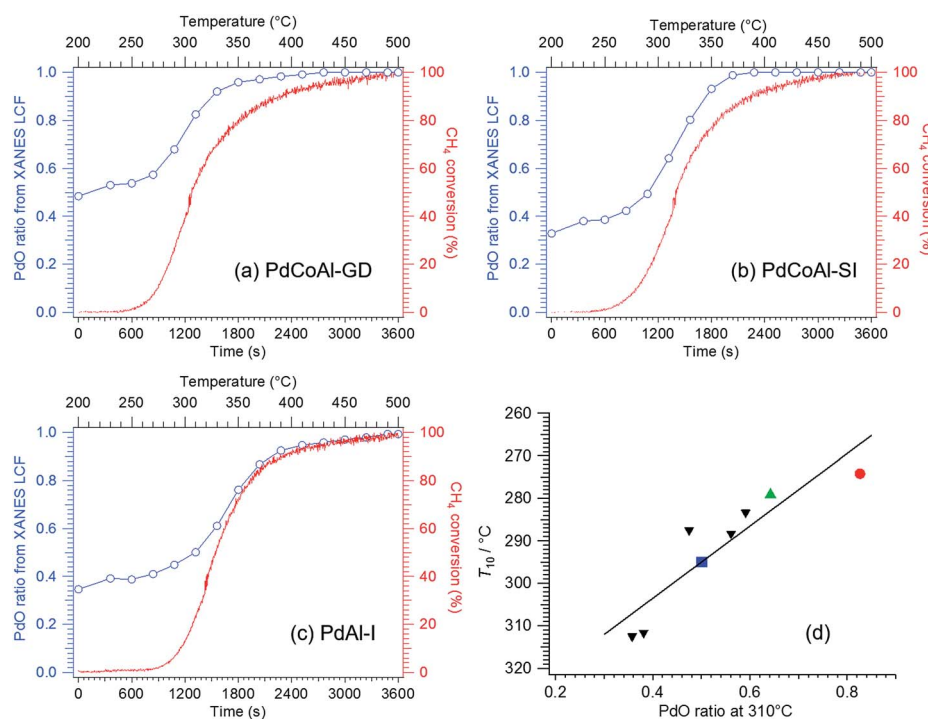 Temperature (°C)
200 250 300 350 400 450 500
1.0
0.8
0.6
0.4
0.2
0.0
PdO ratio from XANES LCF
100
80
60
40
20
0
CH4 conversion (%)
(a) PdCoAl-GD
0 600 1200 1800 2400 3000 3600
Time (s)
Temperature (°C)
200 250 300 350 400 450 500
1.0
0.8
0.6
0.4
0.2
0.0
PdO ratio from XANES LCF
100
80
60
40
20
0
CH4 conversion (%)
(b) PdCoAl-SI
0 600 1200 1800 2400 3000 3600
Time (s)
Temperature (°C)
200 250 300 350 400 450 500
1.0
0.8
0.6
0.4
0.2
0.0
PdO ratio from XANES LCF
100
80
60
40
20
0
CH4 conversion (%)
(c) PdAl-I
0 600 1200 1800 2400 3000 3600
Time (s)
260
270
280
290
300
310
320
T10 / °C
(d)
0.2 0.4 0.6 0.8
PdO ratio at 310°C